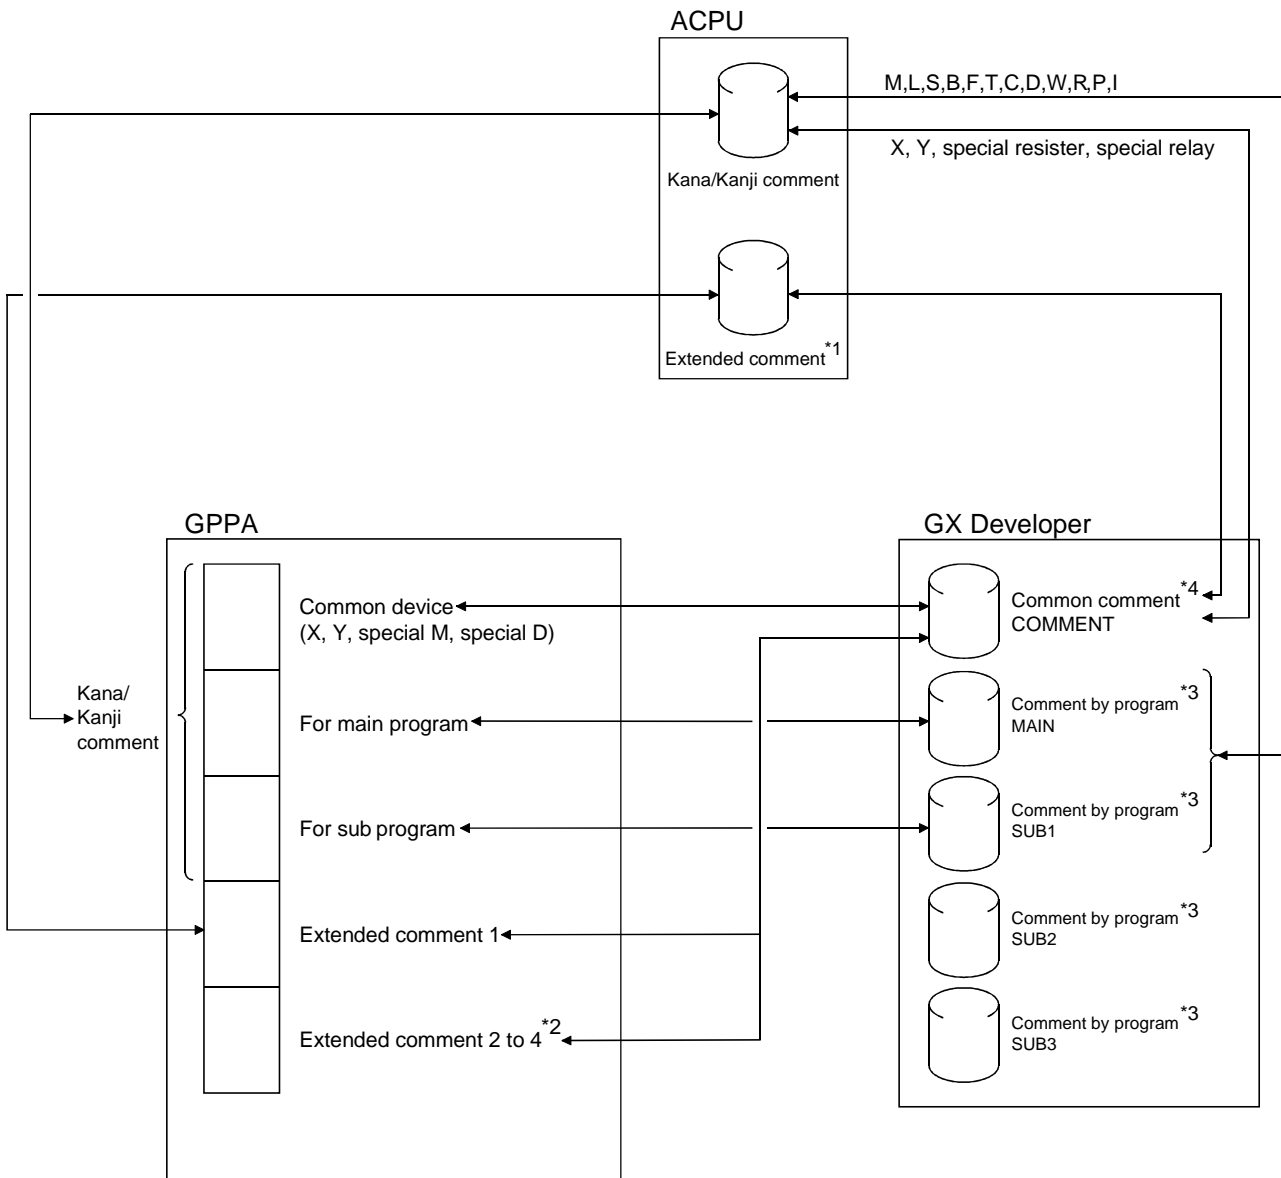 ACPU
M,L,S,B,F,T,C,D,W,R,P,I
X, Y, special resister, special relay
Kana/Kanji comment
Extended comment*1
GPPA
GX Developer
Common device
(X, Y, special M, special D)
Common comment*4
COMMENT
Kana/
Kanji
comment
For main program
Comment by program*3
MAIN
For sub program
Comment by program*3
SUB1
Extended comment 1
Comment by program*3
SUB2
Extended comment 2 to 4*2
Comment by program*3
SUB3